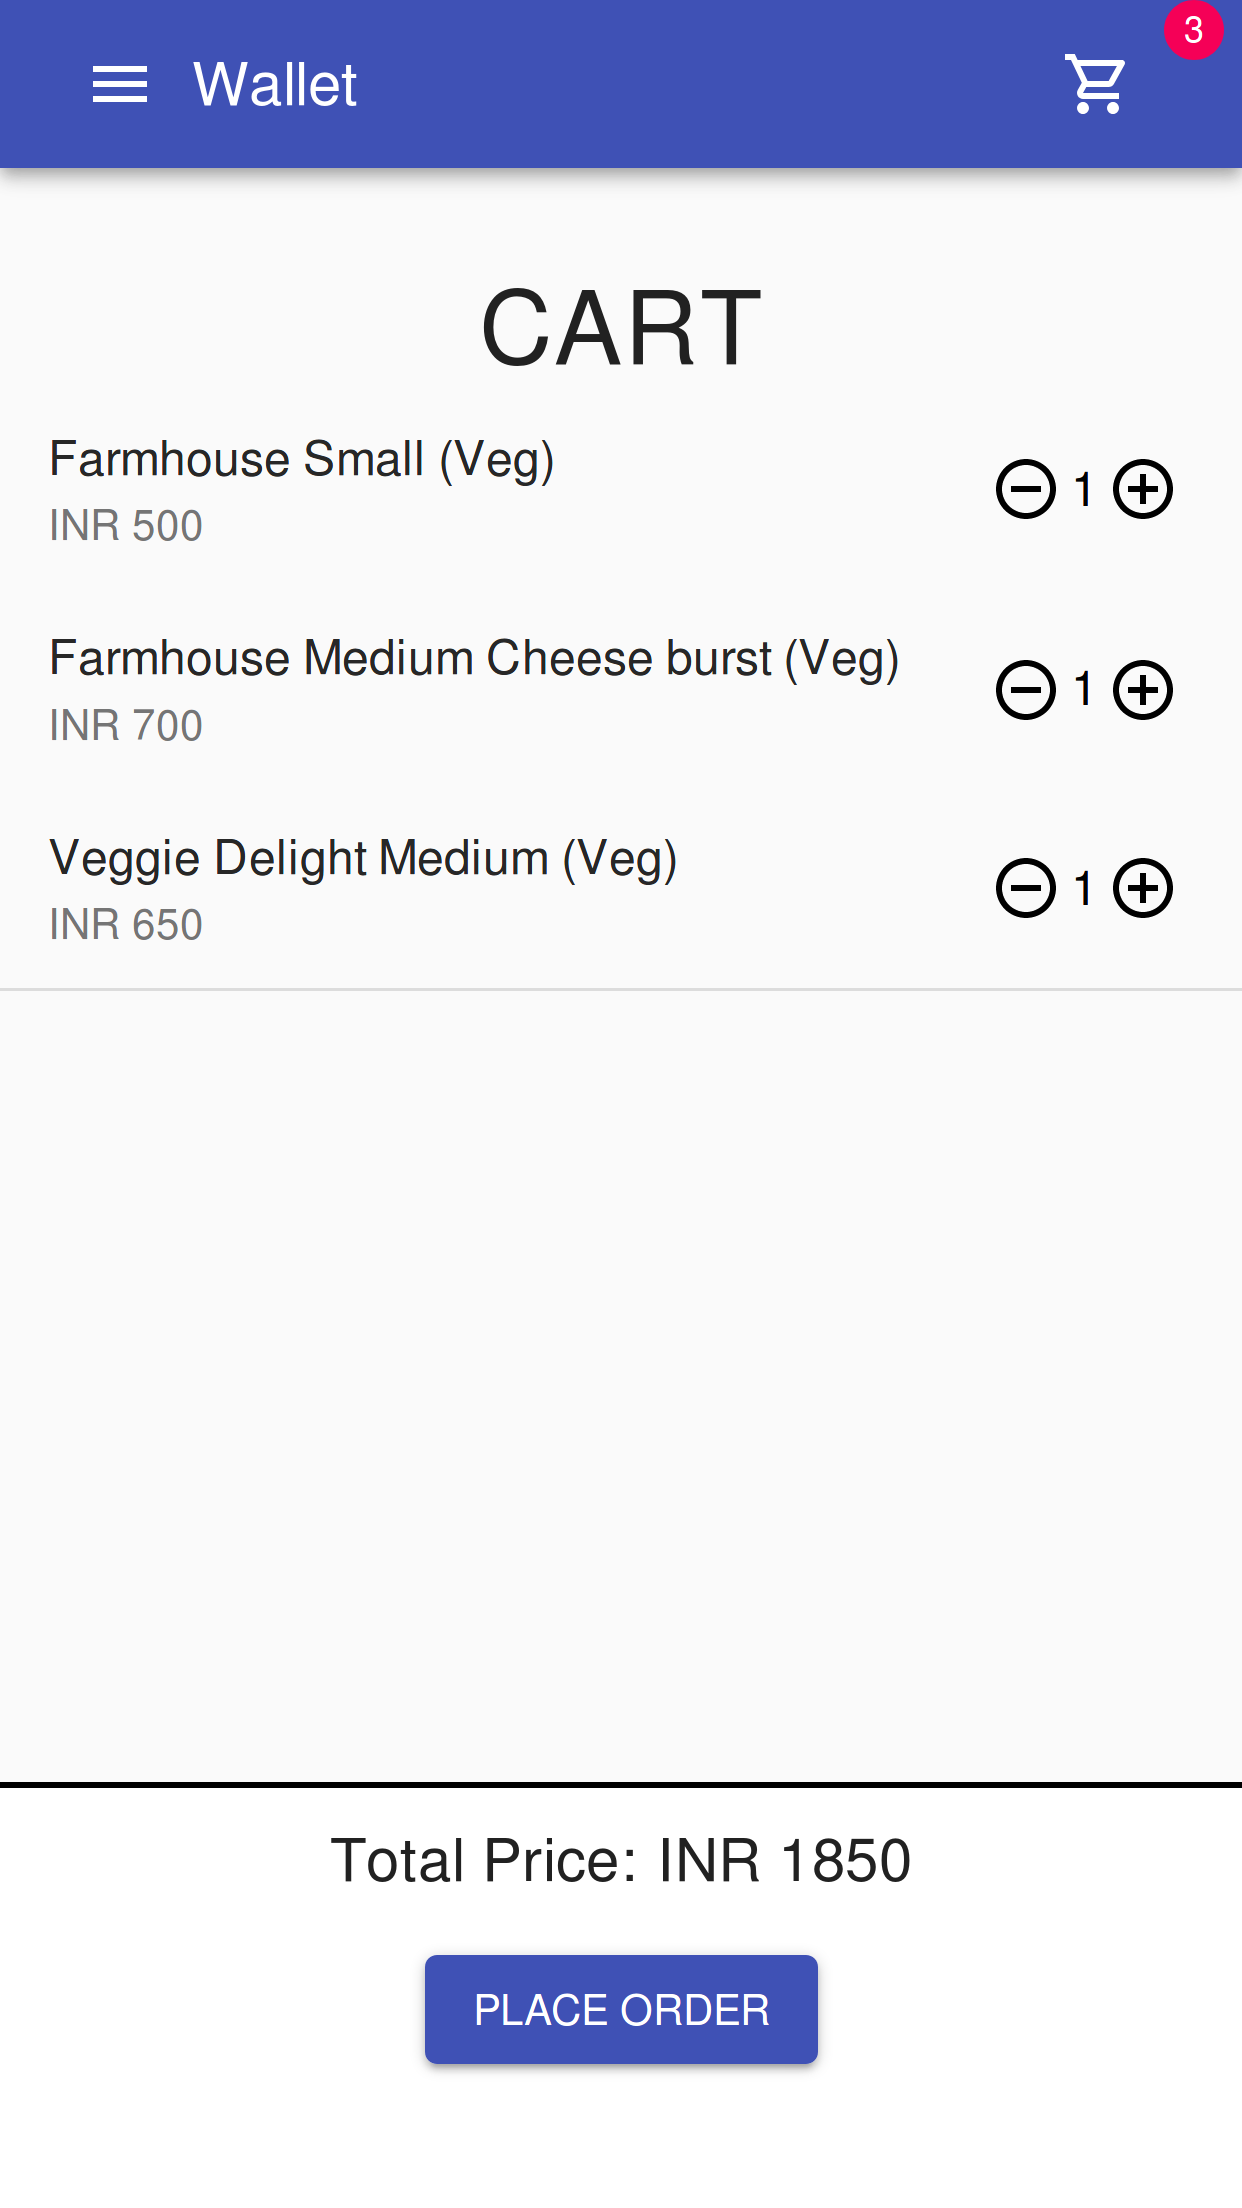 Wallet
3
CART
Farmhouse Small (Veg)
INR 500
1
Farmhouse Medium Cheese burst (Veg)
INR 700
1
Veggie Delight Medium (Veg)
INR 650
1
Total Price: INR 1850
PLACE ORDER